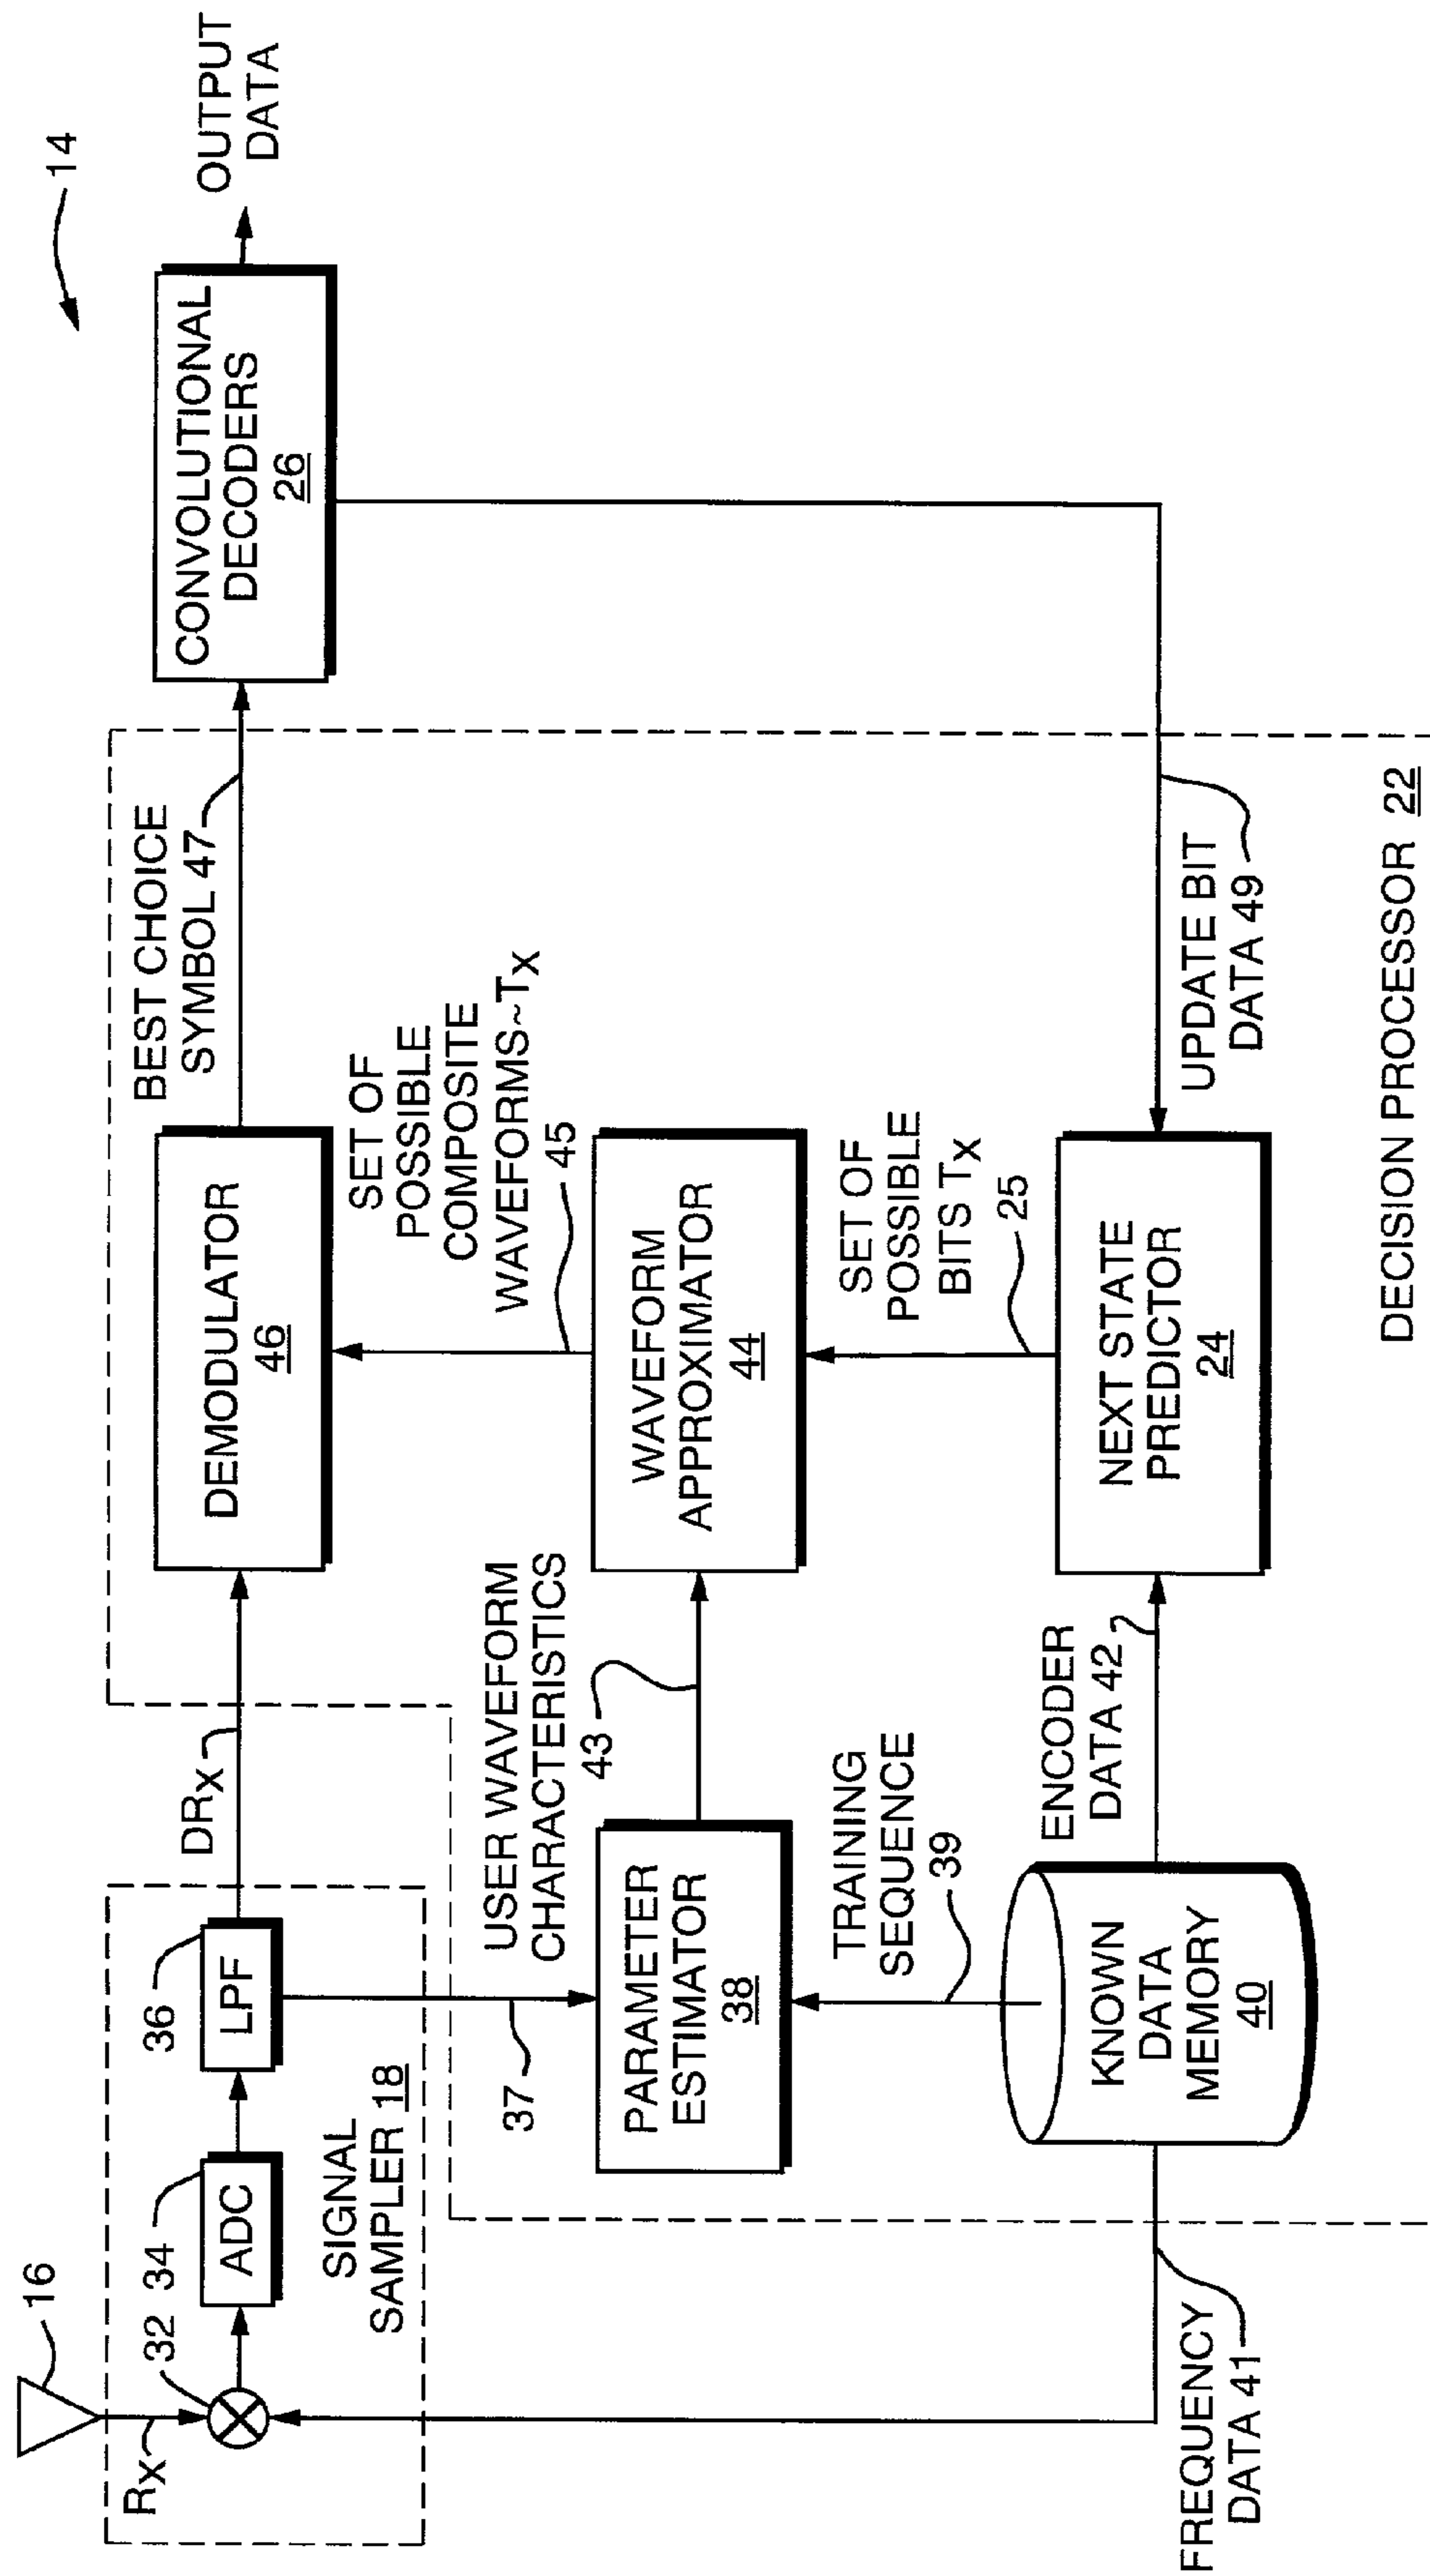 14
16
Rx
32
34
ADC
36
LPF
SIGNAL
SAMPLER 18
DRx
DEMODULATOR
46
BEST CHOICE
SYMBOL 47
CONVOLUTIONAL
DECODERS
26
OUTPUT
DATA
37
USER WAVEFORM
CHARACTERISTICS
43
SET OF
POSSIBLE
COMPOSITE
WAVEFORMS~Tx
45
PARAMETER
ESTIMATOR
38
WAVEFORM
APPROXIMATOR
44
TRAINING
SEQUENCE
39
SET OF
POSSIBLE
BITS Tx
25
KNOWN
DATA
MEMORY
40
ENCODER
DATA 42
NEXT STATE
PREDICTOR
24
UPDATE BIT
DATA 49
FREQUENCY
DATA 41
DECISION PROCESSOR 22